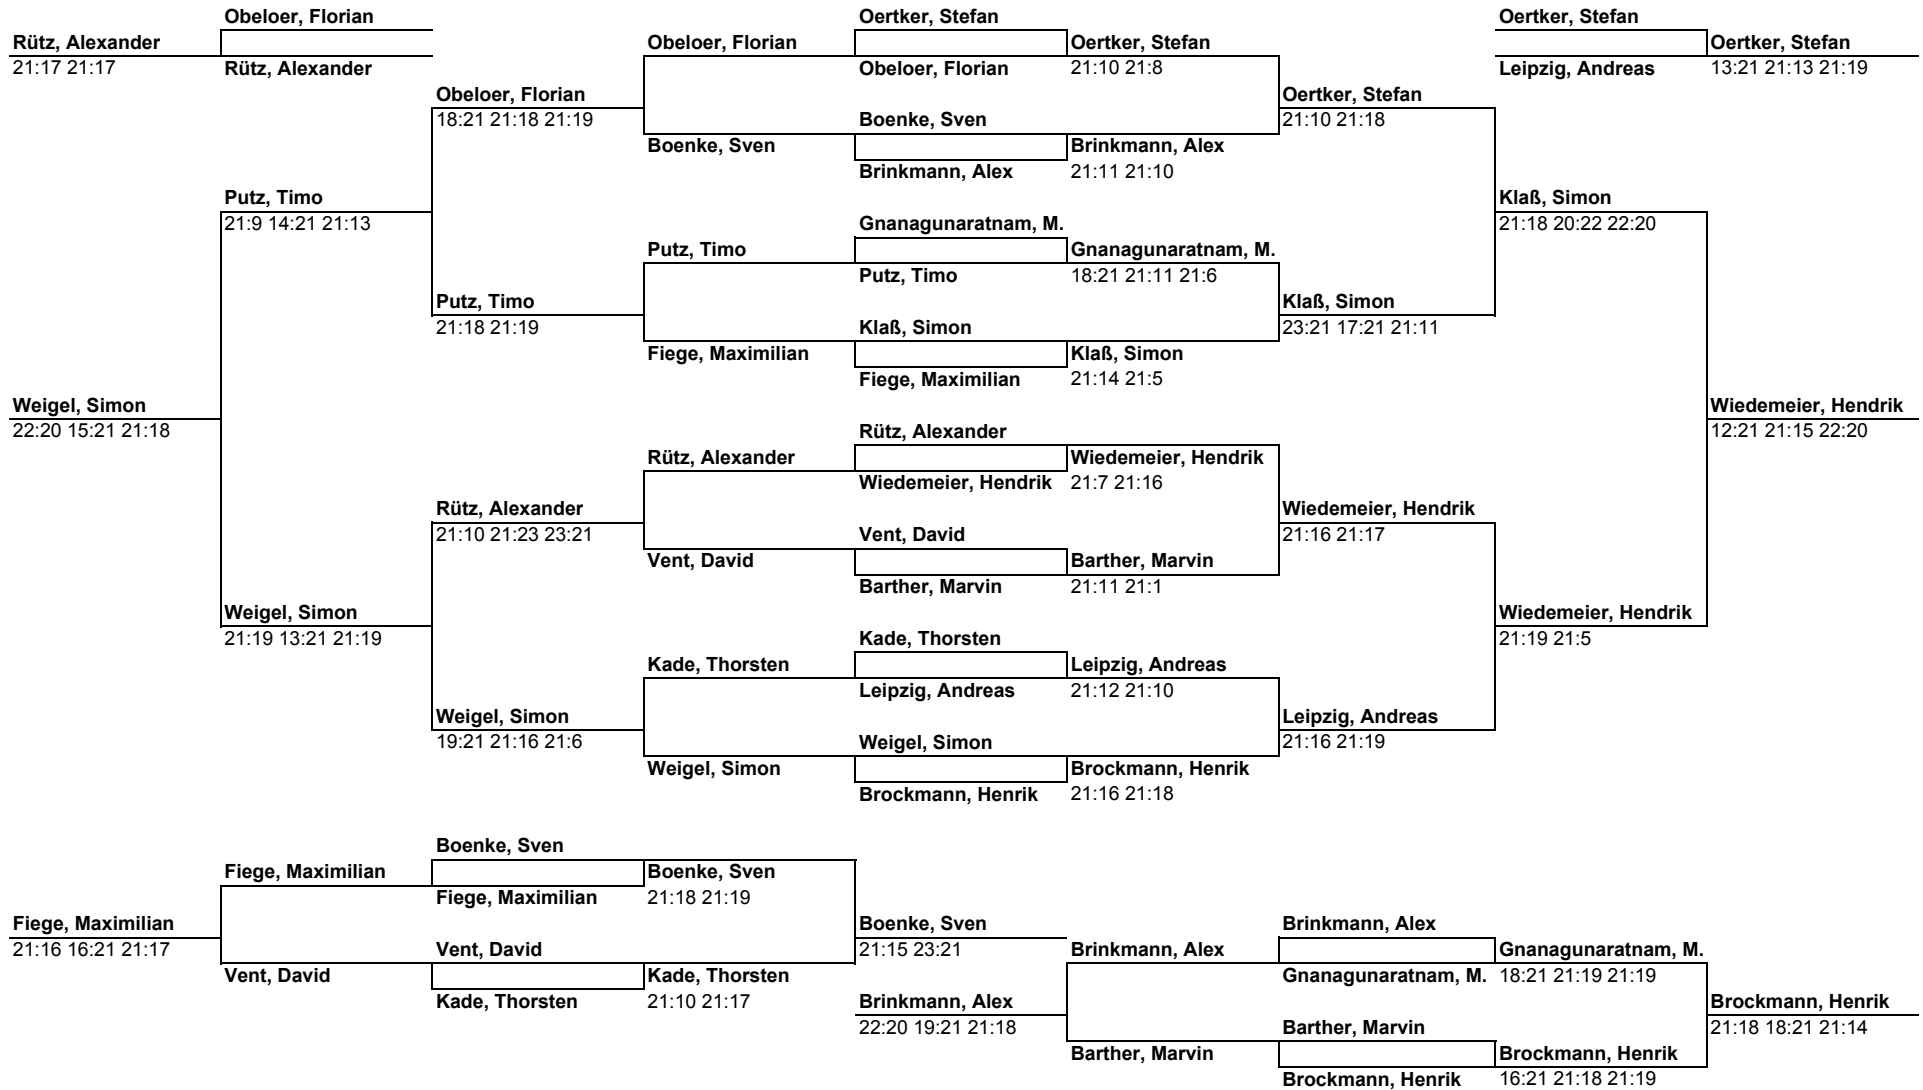 Obeloer, Florian
Oertker, Stefan
Oertker, Stefan
Rütz, Alexander
Obeloer, Florian
Oertker, Stefan
Oertker, Stefan
21:17 21:17
Rütz, Alexander
Obeloer, Florian
21:10 21:8
Leipzig, Andreas
13:21 21:13 21:19
Obeloer, Florian
Oertker, Stefan
18:21 21:18 21:19
Boenke, Sven
21:10 21:18
Boenke, Sven
Brinkmann, Alex
Brinkmann, Alex
21:11 21:10
Putz, Timo
Klaß, Simon
21:9 14:21 21:13
Gnanagunaratnam, M.
21:18 20:22 22:20
Putz, Timo
Gnanagunaratnam, M.
Putz, Timo
18:21 21:11 21:6
Putz, Timo
Klaß, Simon
21:18 21:19
Klaß, Simon
23:21 17:21 21:11
Fiege, Maximilian
Klaß, Simon
Fiege, Maximilian
21:14 21:5
Weigel, Simon
Wiedemeier, Hendrik
22:20 15:21 21:18
Rütz, Alexander
12:21 21:15 22:20
Rütz, Alexander
Wiedemeier, Hendrik
Wiedemeier, Hendrik
21:7 21:16
Rütz, Alexander
Wiedemeier, Hendrik
21:10 21:23 23:21
Vent, David
21:16 21:17
Vent, David
Barther, Marvin
Barther, Marvin
21:11 21:1
Weigel, Simon
Wiedemeier, Hendrik
21:19 13:21 21:19
Kade, Thorsten
21:19 21:5
Kade, Thorsten
Leipzig, Andreas
Leipzig, Andreas
21:12 21:10
Weigel, Simon
Leipzig, Andreas
19:21 21:16 21:6
Weigel, Simon
21:16 21:19
Weigel, Simon
Brockmann, Henrik
Brockmann, Henrik
21:16 21:18
Boenke, Sven
Fiege, Maximilian
Boenke, Sven
Fiege, Maximilian
21:18 21:19
Fiege, Maximilian
Boenke, Sven
Brinkmann, Alex
21:16 16:21 21:17
Vent, David
21:15 23:21
Brinkmann, Alex
Gnanagunaratnam, M.
Vent, David
Kade, Thorsten
Gnanagunaratnam, M.
18:21 21:19 21:19
Kade, Thorsten
21:10 21:17
Brinkmann, Alex
Brockmann, Henrik
22:20 19:21 21:18
Barther, Marvin
21:18 18:21 21:14
Barther, Marvin
Brockmann, Henrik
Brockmann, Henrik
16:21 21:18 21:19